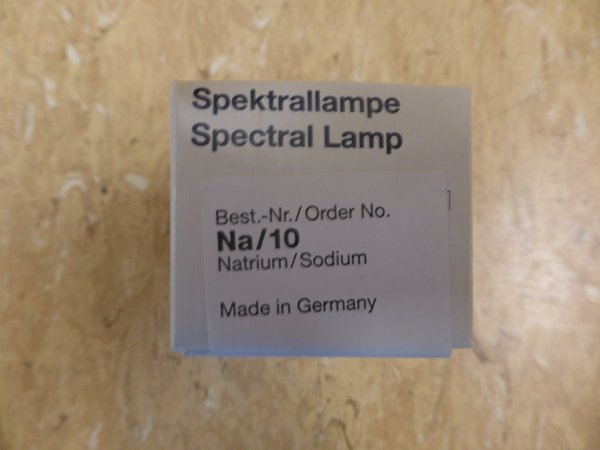 Spektrallampe
Spectral Lamp
Best.-Nr./Order No.
Na/10
Natrium/Sodium
Made in Germany